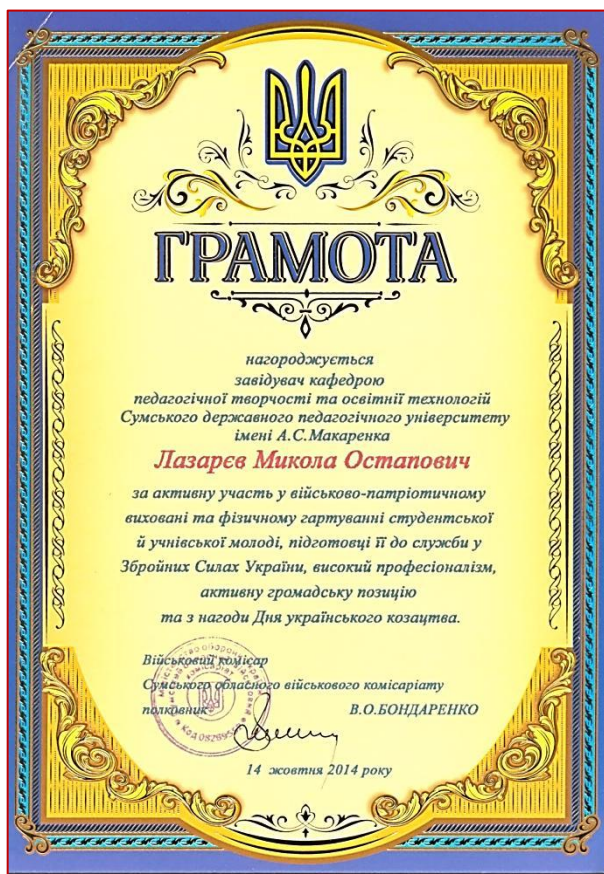 ГРАМОТА
нагороджується
завідувач кафедрою
педагогічної творчості та освітнії технологій
Сумського державного педагогічного університету
імені А.С.Макаренка
Лазарєв Микола Остапович
за активну участь у військово-патріотичному
виховані та фізичному гартуванні студентської
й учнівської молоді, підготовці її до служби у
Збройних Силах України, високий професіоналізм,
активну громадську позицію
та з нагоди Дня українського козацтва.
Військовий комісар
Сумського обласного військового комісаріату
полковник В.О.БОНДАРЕНКО
14 жовтня 2014 року